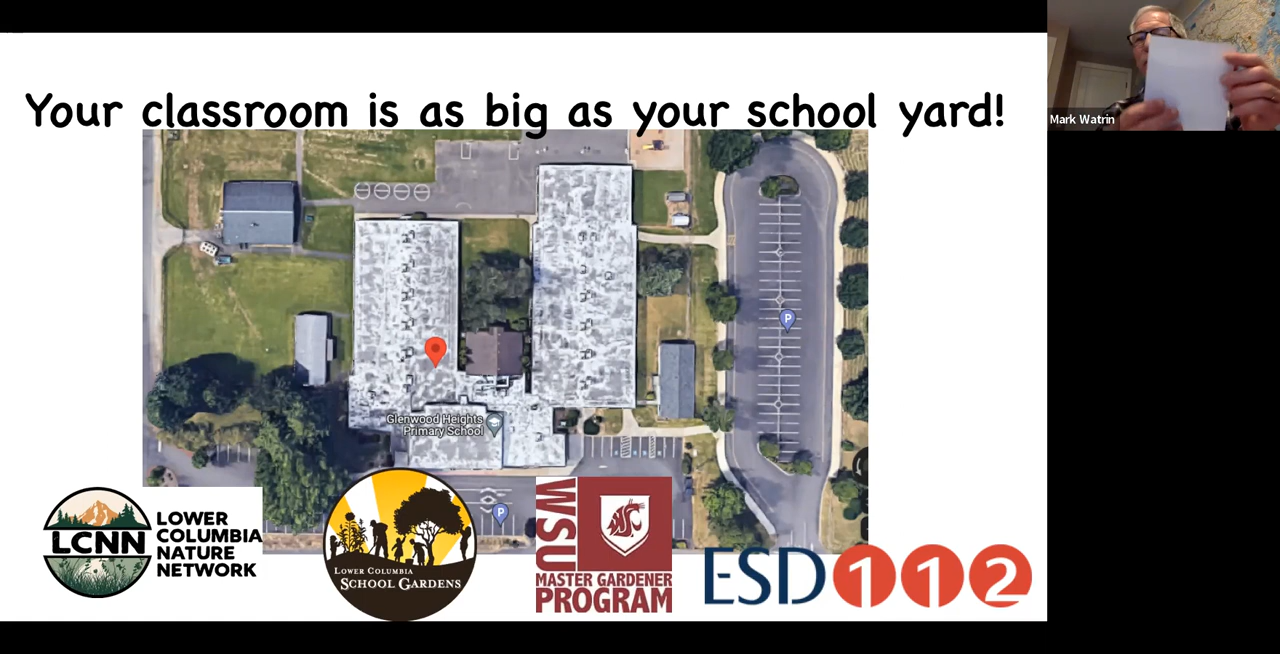 Your classroom is as big as your school yard!
Mark Watrin
P
Glenwood Heights
Primary School
P
LCNN
LOWER
COLUMBIA
NATURE
NETWORK
LOWER COLUMBIA
SCHOOL GARDENS
WSU
MASTER GARDENER
PROGRAM
ESD112